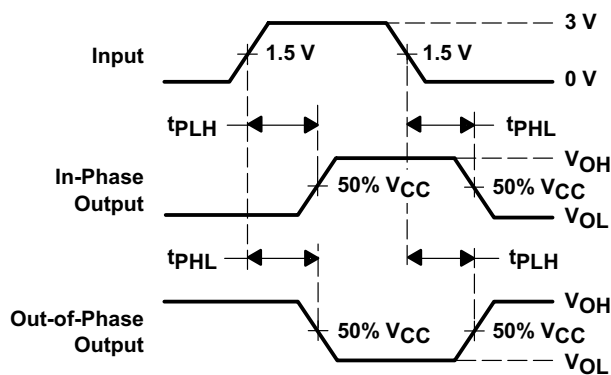 3 V
Input
1.5 V
1.5 V
0 V
tPLH
tPHL
In-Phase
Output
VOH
50% VCC
50% VCC
VOL
tPHL
tPLH
Out-of-Phase
Output
VOH
50% VCC
50% VCC
VOL